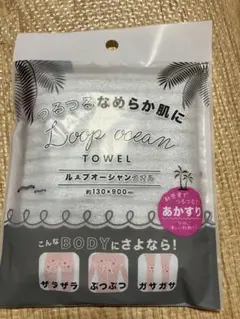 つるつるなめらか肌に
Loop ocean
TOWEL
ループオーシャンタオル
約130×900mm
あかすり
こんなBODYにさよなら!
ザラザラ
ぶつぶつ
ガサガサ